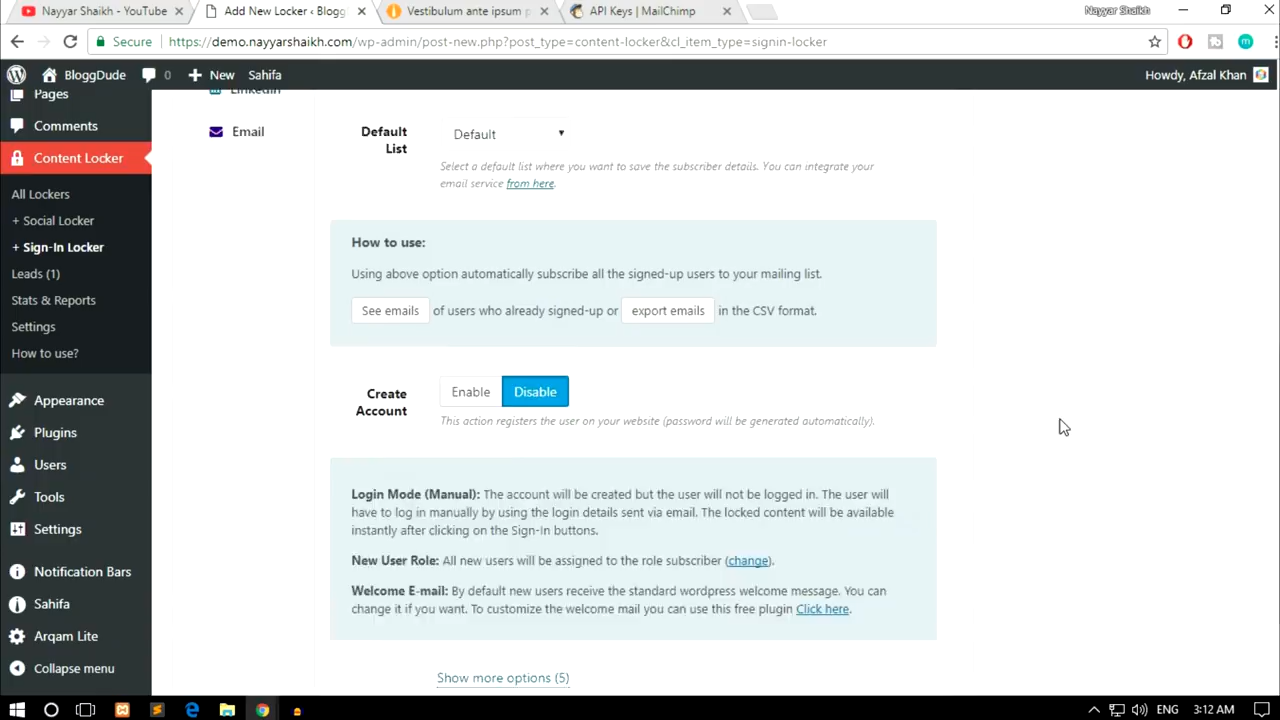 Nayyar Shaikh - YouTube
Add New Locker ‹ Blogg
Vestibulum ante ipsum p
API Keys | MailChimp
Nayyar Shaikh
Secure
https://demo.nayyarshaikh.com/wp-admin/post-new.php?post_type=content-locker&cl_item_type=signin-locker
BloggDude
0
New
Sahifa
Howdy, Afzal Khan
Pages
Comments
Content Locker
All Lockers
+ Social Locker
+ Sign-In Locker
Leads (1)
Stats & Reports
Settings
How to use?
Appearance
Plugins
Users
Tools
Settings
Notification Bars
Sahifa
Arqam Lite
Collapse menu
LinkedIn
Email
Default
List
Default
Select a default list where you want to save the subscriber details. You can integrate your
email service from here.
How to use:
Using above option automatically subscribe all the signed-up users to your mailing list.
See emails of users who already signed-up or export emails in the CSV format.
Create
Account
Enable
Disable
This action registers the user on your website (password will be generated automatically).
Login Mode (Manual): The account will be created but the user will not be logged in. The user will
have to log in manually by using the login details sent via email. The locked content will be available
instantly after clicking on the Sign-In buttons.
New User Role: All new users will be assigned to the role subscriber (change).
Welcome E-mail: By default new users receive the standard wordpress welcome message. You can
change it if you want. To customize the welcome mail you can use this free plugin Click here.
Show more options (5)
ENG
3:12 AM